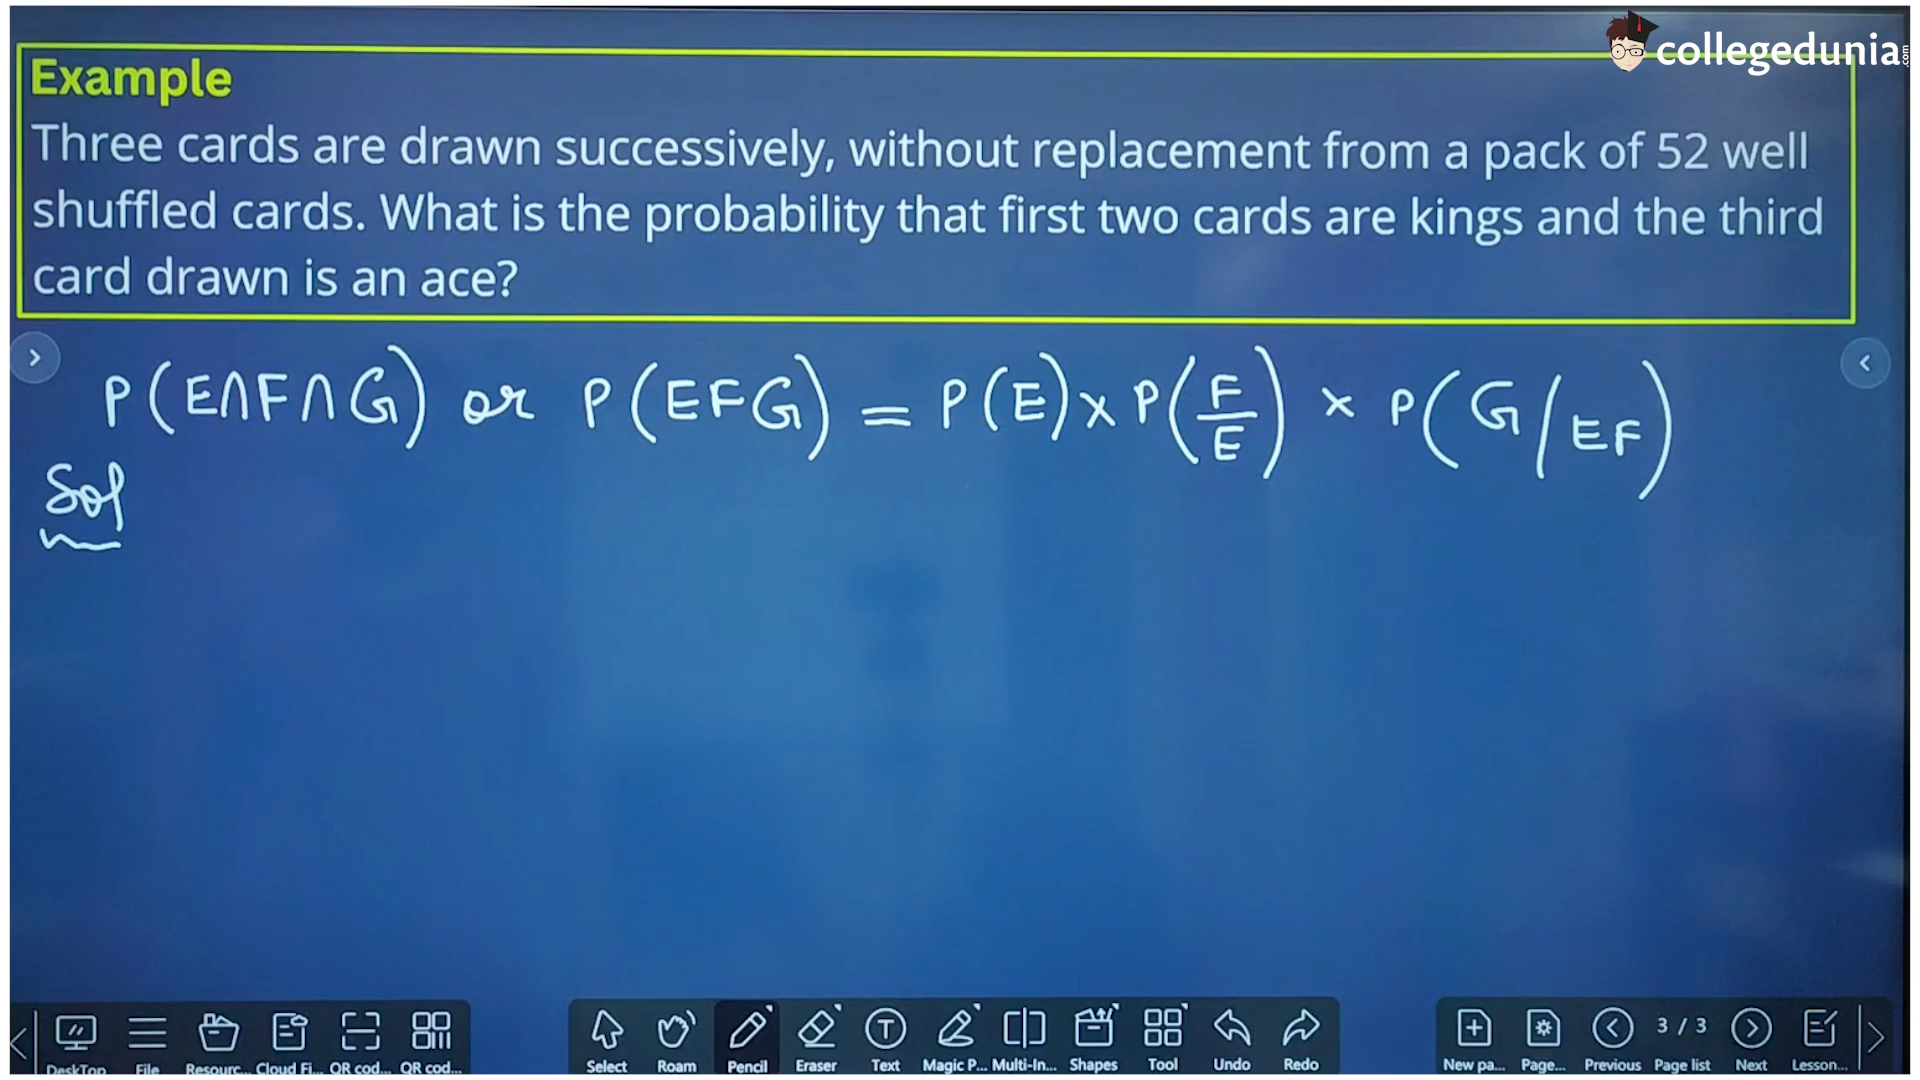 collegedunia.com
Example
Three cards are drawn successively, without replacement from a pack of 52 well
shuffled cards. What is the probability that first two cards are kings and the third
card drawn is an ace?
P(E∩F∩G) or P(EFG) = P(E) x P(F/E) x P(G/EF)
Sol
DeskTop File Resourc... Cloud Fi... QR cod... QR cod... Select Roam Pencil Eraser Text Magic P... Multi-In... Shapes Tool Undo Redo New pa... Page... Previous 3 / 3 Page list Next Lesson...